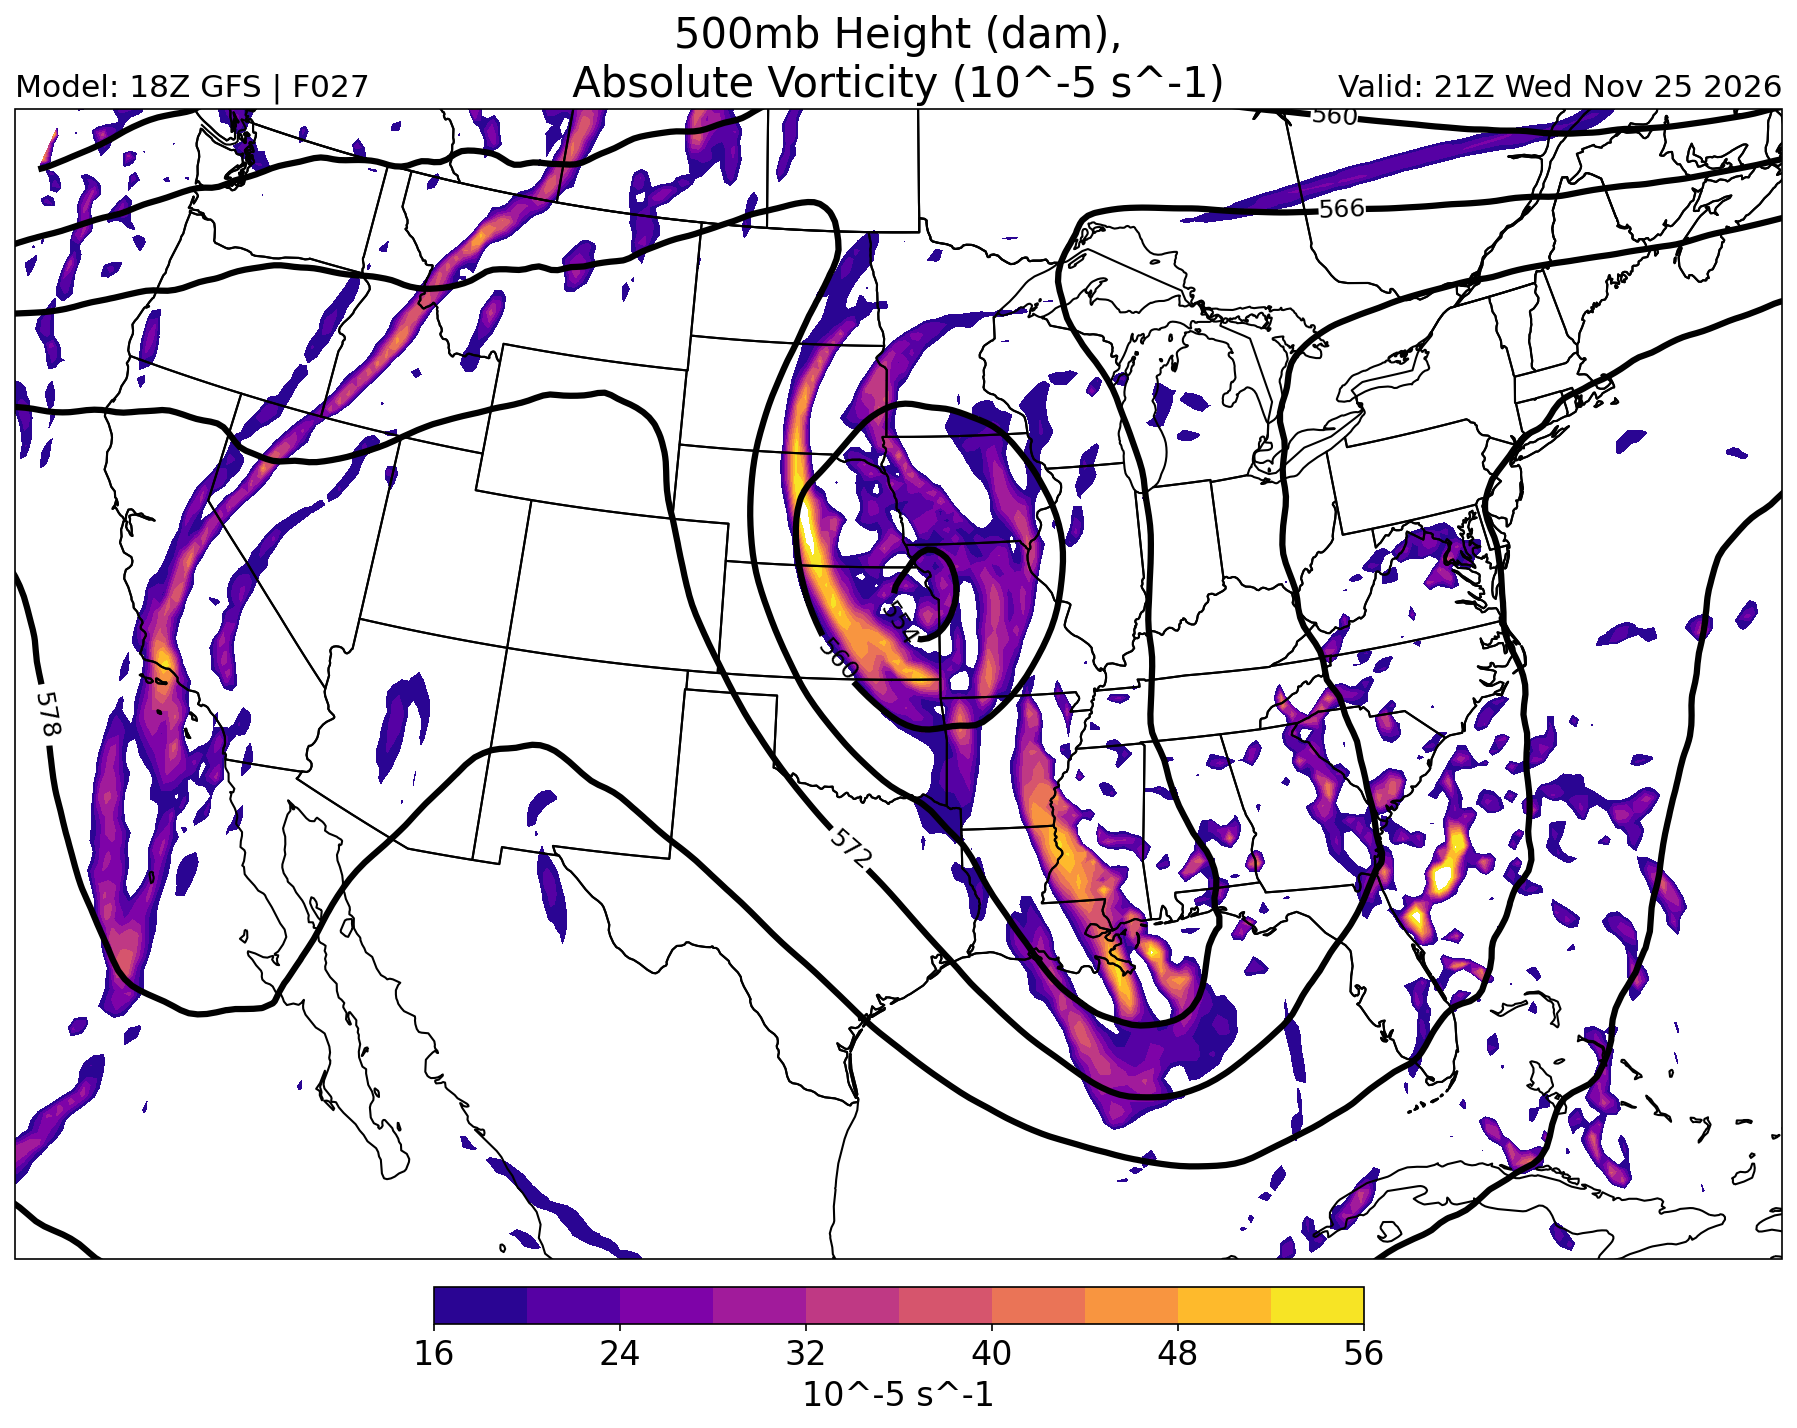 500mb Height (dam),
Model: 18Z GFS | F027
Absolute Vorticity (10^-5 s^-1)
Valid: 21Z Wed Nov 25 2026
560
566
554
560
578
572
16 24 32 40 48 56
10^-5 s^-1